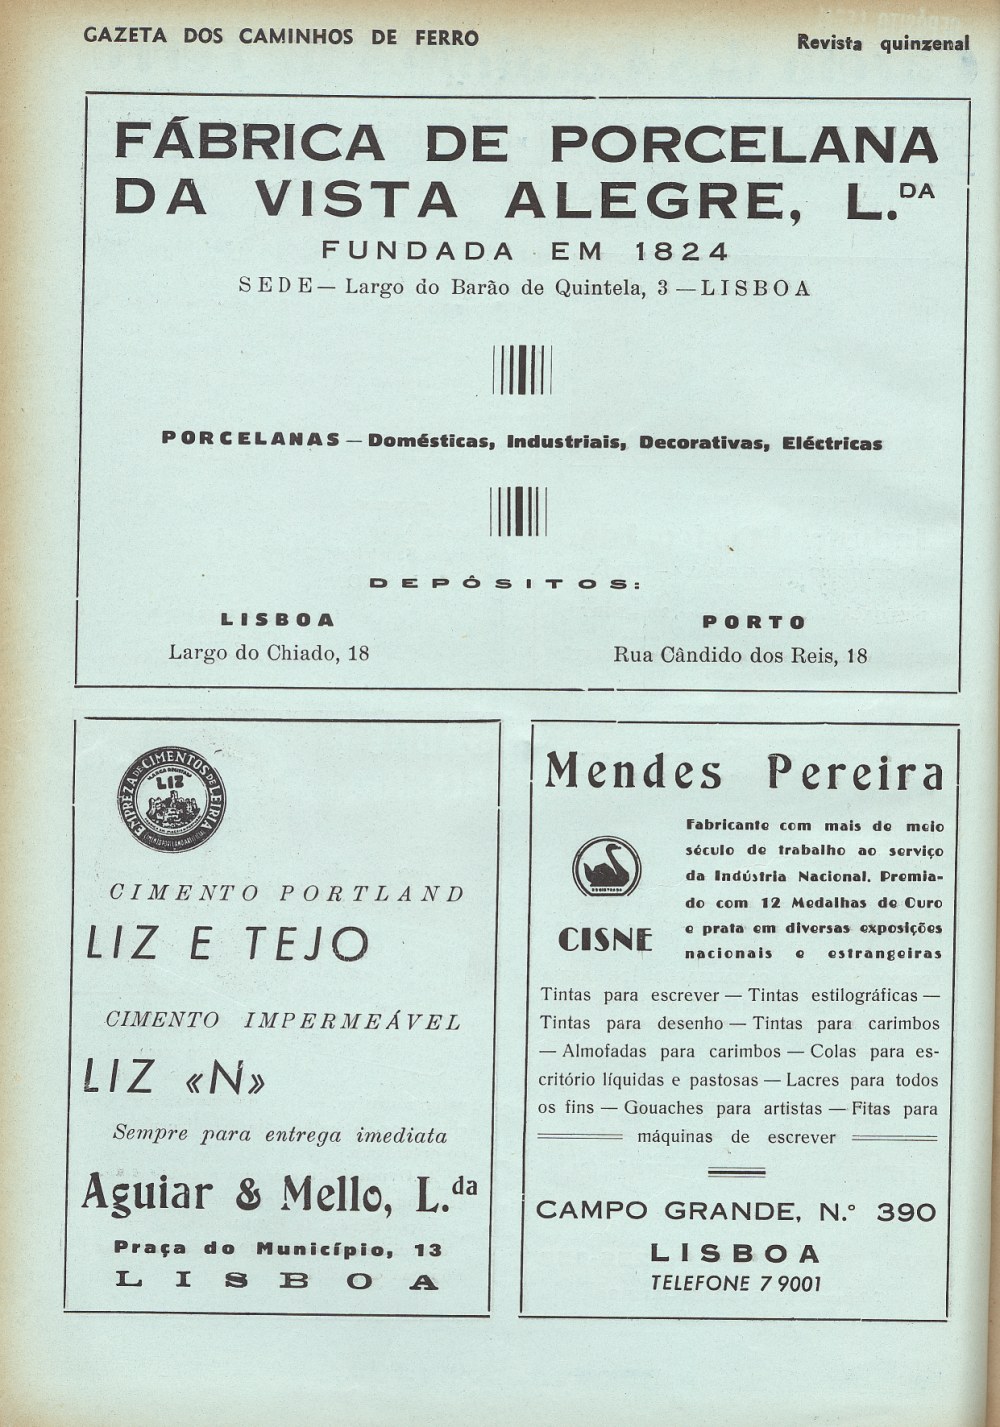 GAZETA DOS CAMINHOS DE FERRO
Revista quinzenal
FÁBRICA DE PORCELANA
DA VISTA ALEGRE, L.DA
FUNDADA EM 1824
SEDE — Largo do Barão de Quintela, 3 — LISBOA
PORCELANAS — Domésticas, Industriais, Decorativas, Eléctricas
DEPÓSITOS:
LISBOA
Largo do Chiado, 18
PORTO
Rua Cândido dos Reis, 18
EMPREZA DE CIMENTOS DE LEIRIA
LIZ
CIMENTO PORTLAND
LIZ E TEJO
CIMENTO IMPERMEÁVEL
LIZ «N»
Sempre para entrega imediata
Aguiar & Mello, L.da
Praça do Município, 13
LISBOA
Mendes Pereira
Fabricante com mais de meio
século de trabalho ao serviço
da Indústria Nacional. Premia-
do com 12 Medalhas de Ouro
e prata em diversas exposições
nacionais e estrangeiras
CISNE
Tintas para escrever — Tintas estilográficas —
Tintas para desenho — Tintas para carimbos
— Almofadas para carimbos — Colas para es-
critório líquidas e pastosas — Lacres para todos
os fins — Gouaches para artistas — Fitas para
máquinas de escrever
CAMPO GRANDE, N.º 390
LISBOA
TELEFONE 7 9001